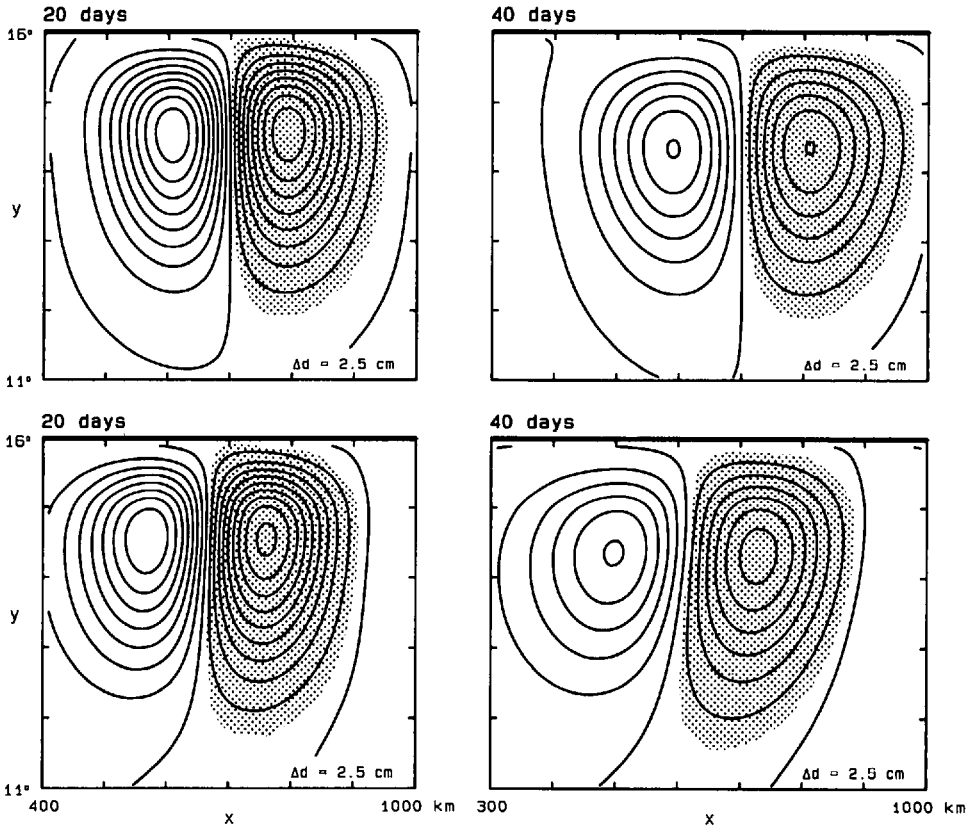 20 days
40 days
16°
y
11°
Δd = 2.5 cm
Δd = 2.5 cm
20 days
40 days
16°
y
11°
Δd = 2.5 cm
Δd = 2.5 cm
400
x
1000 km
300
x
1000 km